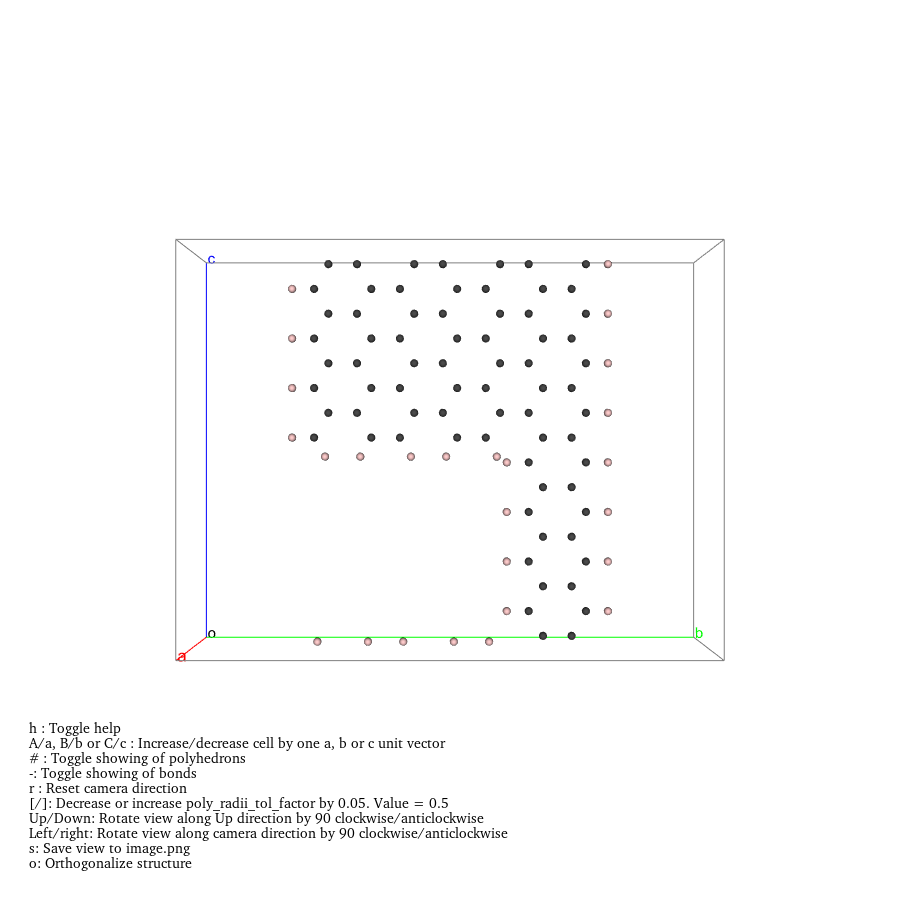 c
o
b
a
h : Toggle help
A/a, B/b or C/c : Increase/decrease cell by one a, b or c unit vector
# : Toggle showing of polyhedrons
-: Toggle showing of bonds
r : Reset camera direction
[/]: Decrease or increase poly_radii_tol_factor by 0.05. Value = 0.5
Up/Down: Rotate view along Up direction by 90 clockwise/anticlockwise
Left/right: Rotate view along camera direction by 90 clockwise/anticlockwise
s: Save view to image.png
o: Orthogonalize structure